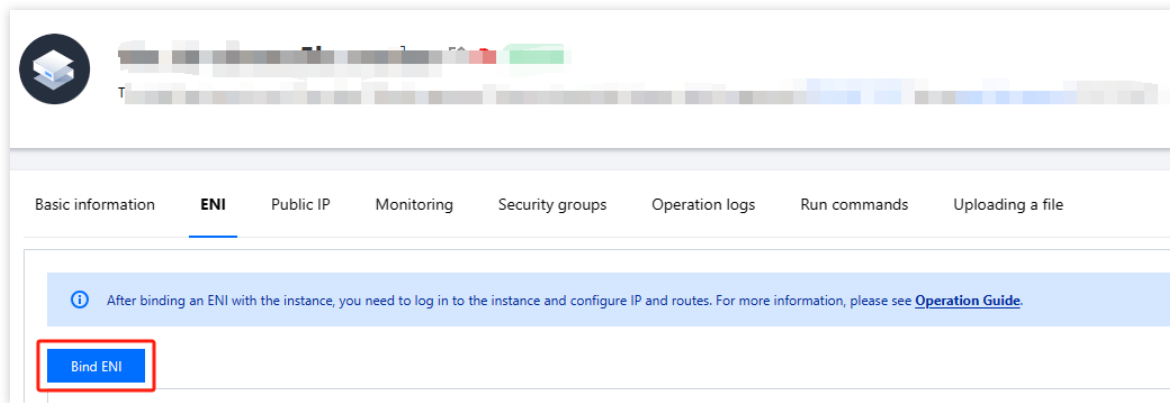 Basic information ENI Public IP Monitoring Security groups Operation logs Run commands Uploading a file
After binding an ENI with the instance, you need to log in to the instance and configure IP and routes. For more information, please see Operation Guide.
Bind ENI